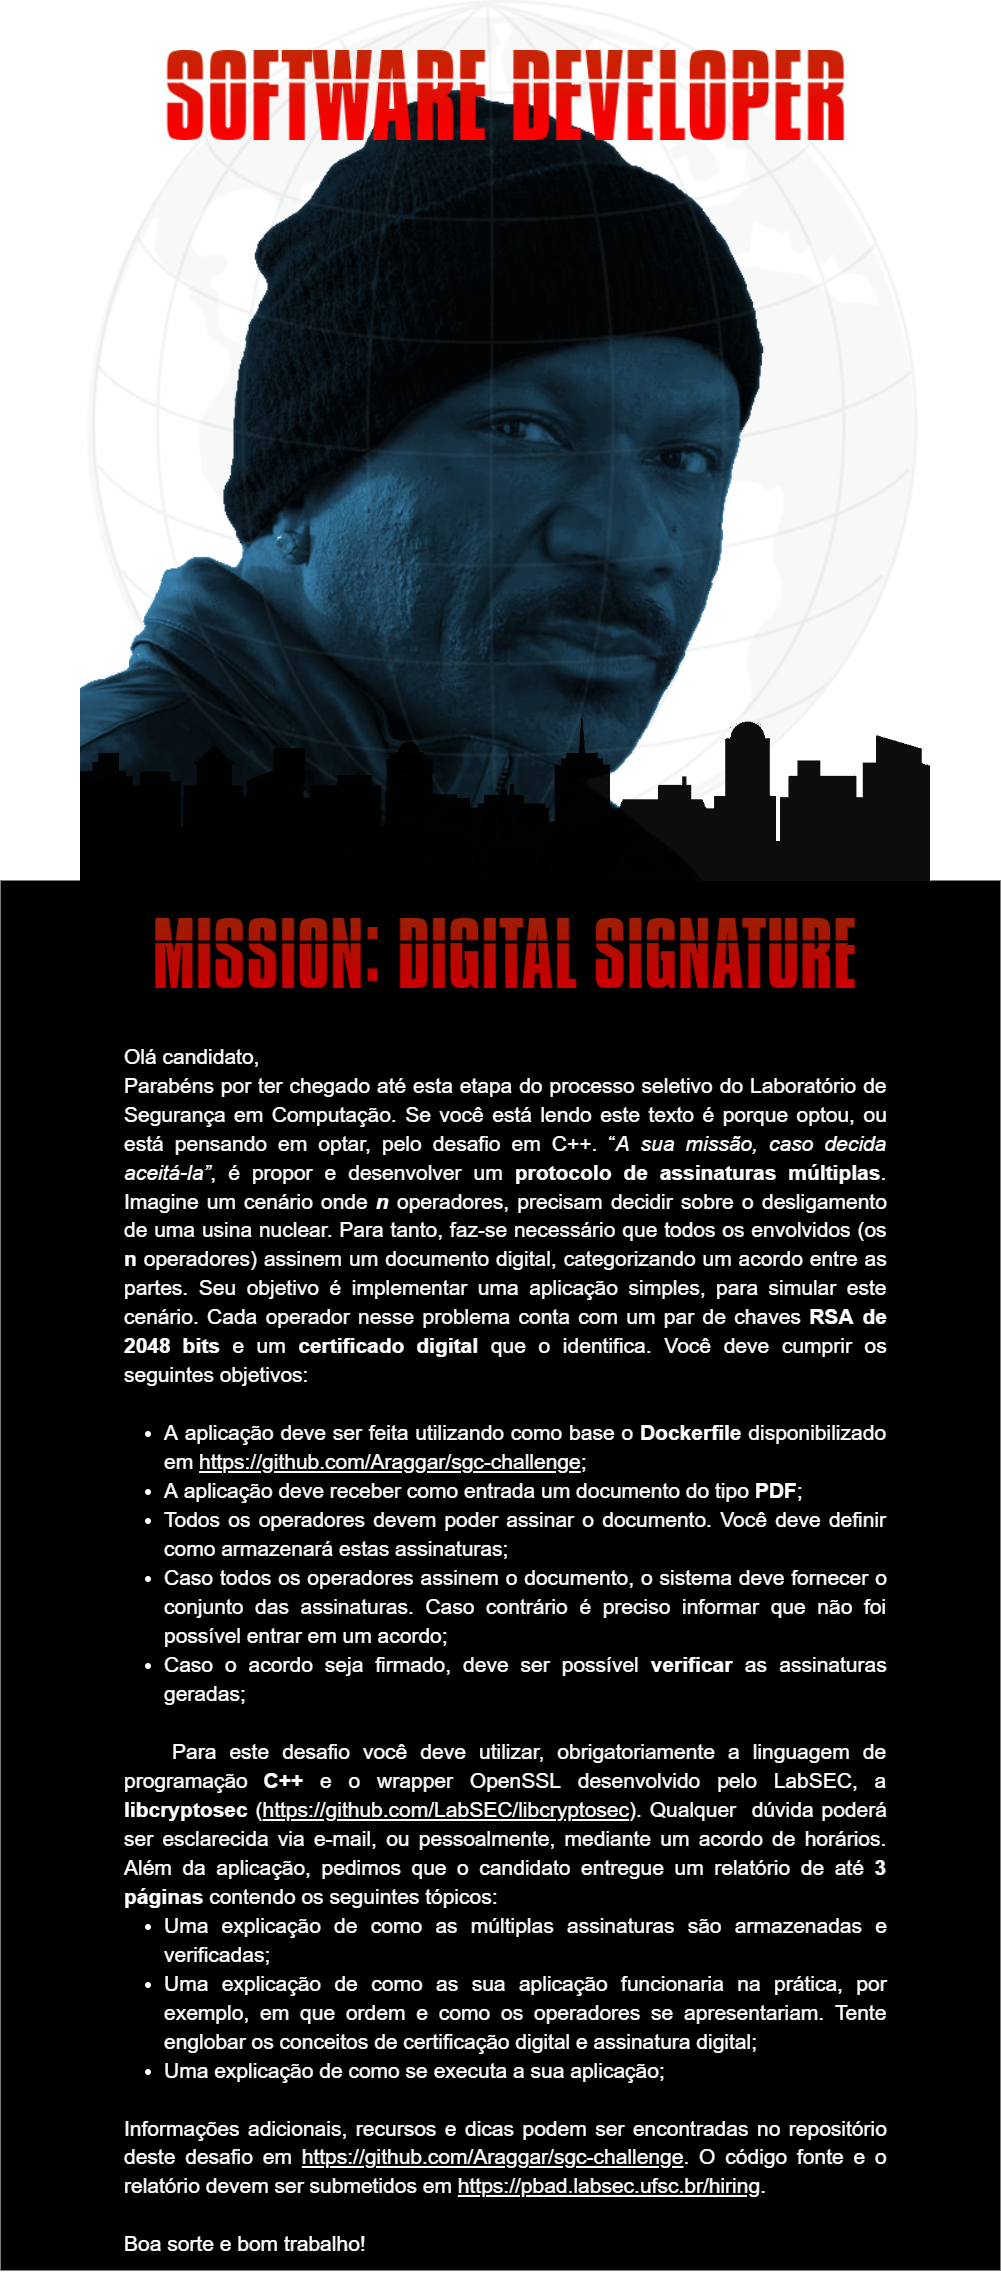 SOFTWARE DEVELOPER
MISSION: DIGITAL SIGNATURE
Olá candidato,
Parabéns por ter chegado até esta etapa do processo seletivo do Laboratório de
Segurança em Computação. Se você está lendo este texto é porque optou, ou
está pensando em optar, pelo desafio em C++. “A sua missão, caso decida
aceitá-la”, é propor e desenvolver um protocolo de assinaturas múltiplas.
Imagine um cenário onde n operadores, precisam decidir sobre o desligamento
de uma usina nuclear. Para tanto, faz-se necessário que todos os envolvidos (os
n operadores) assinem um documento digital, categorizando um acordo entre as
partes. Seu objetivo é implementar uma aplicação simples, para simular este
cenário. Cada operador nesse problema conta com um par de chaves RSA de
2048 bits e um certificado digital que o identifica. Você deve cumprir os
seguintes objetivos:
• A aplicação deve ser feita utilizando como base o Dockerfile disponibilizado
em https://github.com/Araggar/sgc-challenge;
• A aplicação deve receber como entrada um documento do tipo PDF;
• Todos os operadores devem poder assinar o documento. Você deve definir
como armazenará estas assinaturas;
• Caso todos os operadores assinem o documento, o sistema deve fornecer o
conjunto das assinaturas. Caso contrário é preciso informar que não foi
possível entrar em um acordo;
• Caso o acordo seja firmado, deve ser possível verificar as assinaturas
geradas;
Para este desafio você deve utilizar, obrigatoriamente a linguagem de
programação C++ e o wrapper OpenSSL desenvolvido pelo LabSEC, a
libcryptosec (https://github.com/LabSEC/libcryptosec). Qualquer dúvida poderá
ser esclarecida via e-mail, ou pessoalmente, mediante um acordo de horários.
Além da aplicação, pedimos que o candidato entregue um relatório de até 3
páginas contendo os seguintes tópicos:
• Uma explicação de como as múltiplas assinaturas são armazenadas e
verificadas;
• Uma explicação de como as sua aplicação funcionaria na prática, por
exemplo, em que ordem e como os operadores se apresentariam. Tente
englobar os conceitos de certificação digital e assinatura digital;
• Uma explicação de como se executa a sua aplicação;
Informações adicionais, recursos e dicas podem ser encontradas no repositório
deste desafio em https://github.com/Araggar/sgc-challenge. O código fonte e o
relatório devem ser submetidos em https://pbad.labsec.ufsc.br/hiring.
Boa sorte e bom trabalho!